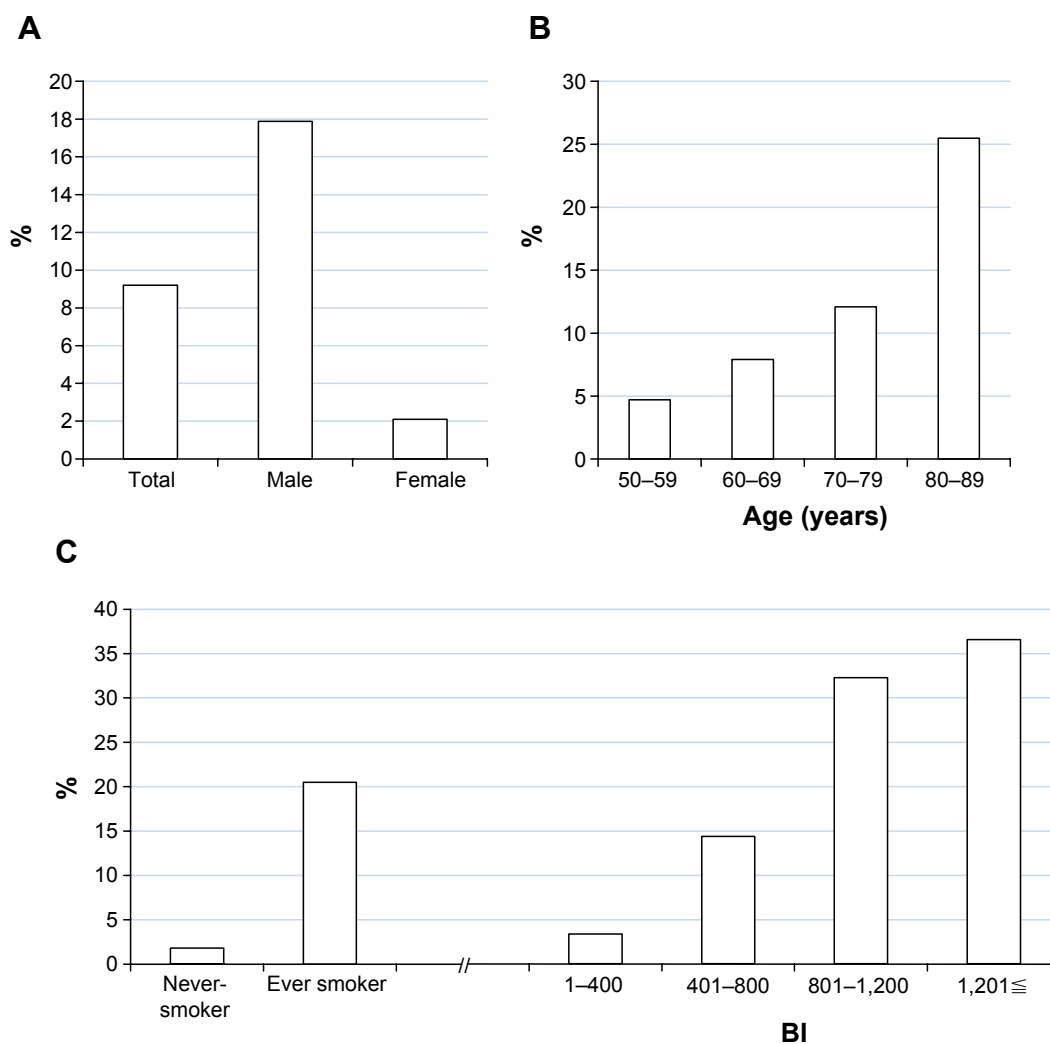 A
20
18
16
14
12
10
8
6
4
2
0
%
Total Male Female
B
30
25
20
15
10
5
0
%
50–59 60–69 70–79 80–89
Age (years)
C
40
35
30
25
20
15
10
5
0
%
Never-
smoker
Ever smoker
//
1–400 401–800 801–1,200 1,201≦
BI